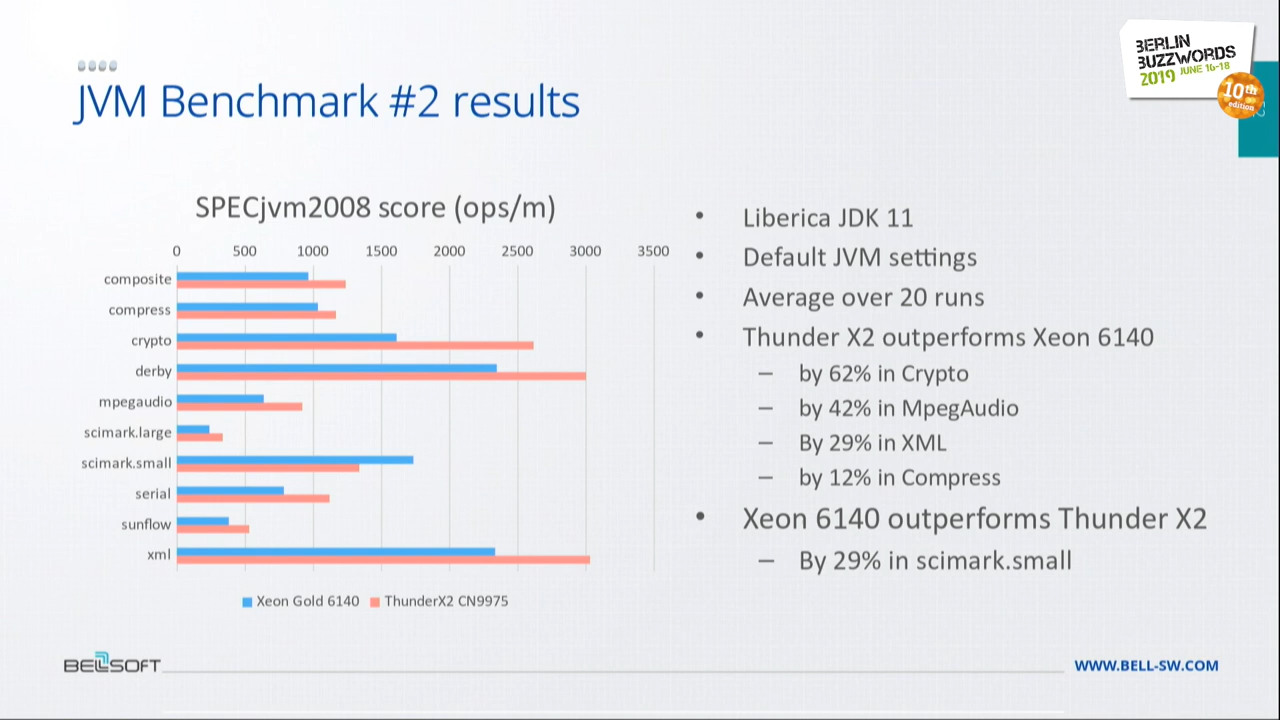 BERLIN
BUZZWORDS
2019 JUNE 16-18
10th
edition
JVM Benchmark #2 results
SPECjvm2008 score (ops/m)
0 500 1000 1500 2000 2500 3000 3500
composite
compress
crypto
derby
mpegaudio
scimark.large
scimark.small
serial
sunflow
xml
Xeon Gold 6140 ThunderX2 CN9975
• Liberica JDK 11
• Default JVM settings
• Average over 20 runs
• Thunder X2 outperforms Xeon 6140
– by 62% in Crypto
– by 42% in MpegAudio
– By 29% in XML
– by 12% in Compress
• Xeon 6140 outperforms Thunder X2
– By 29% in scimark.small
BELLSOFT
WWW.BELL-SW.COM